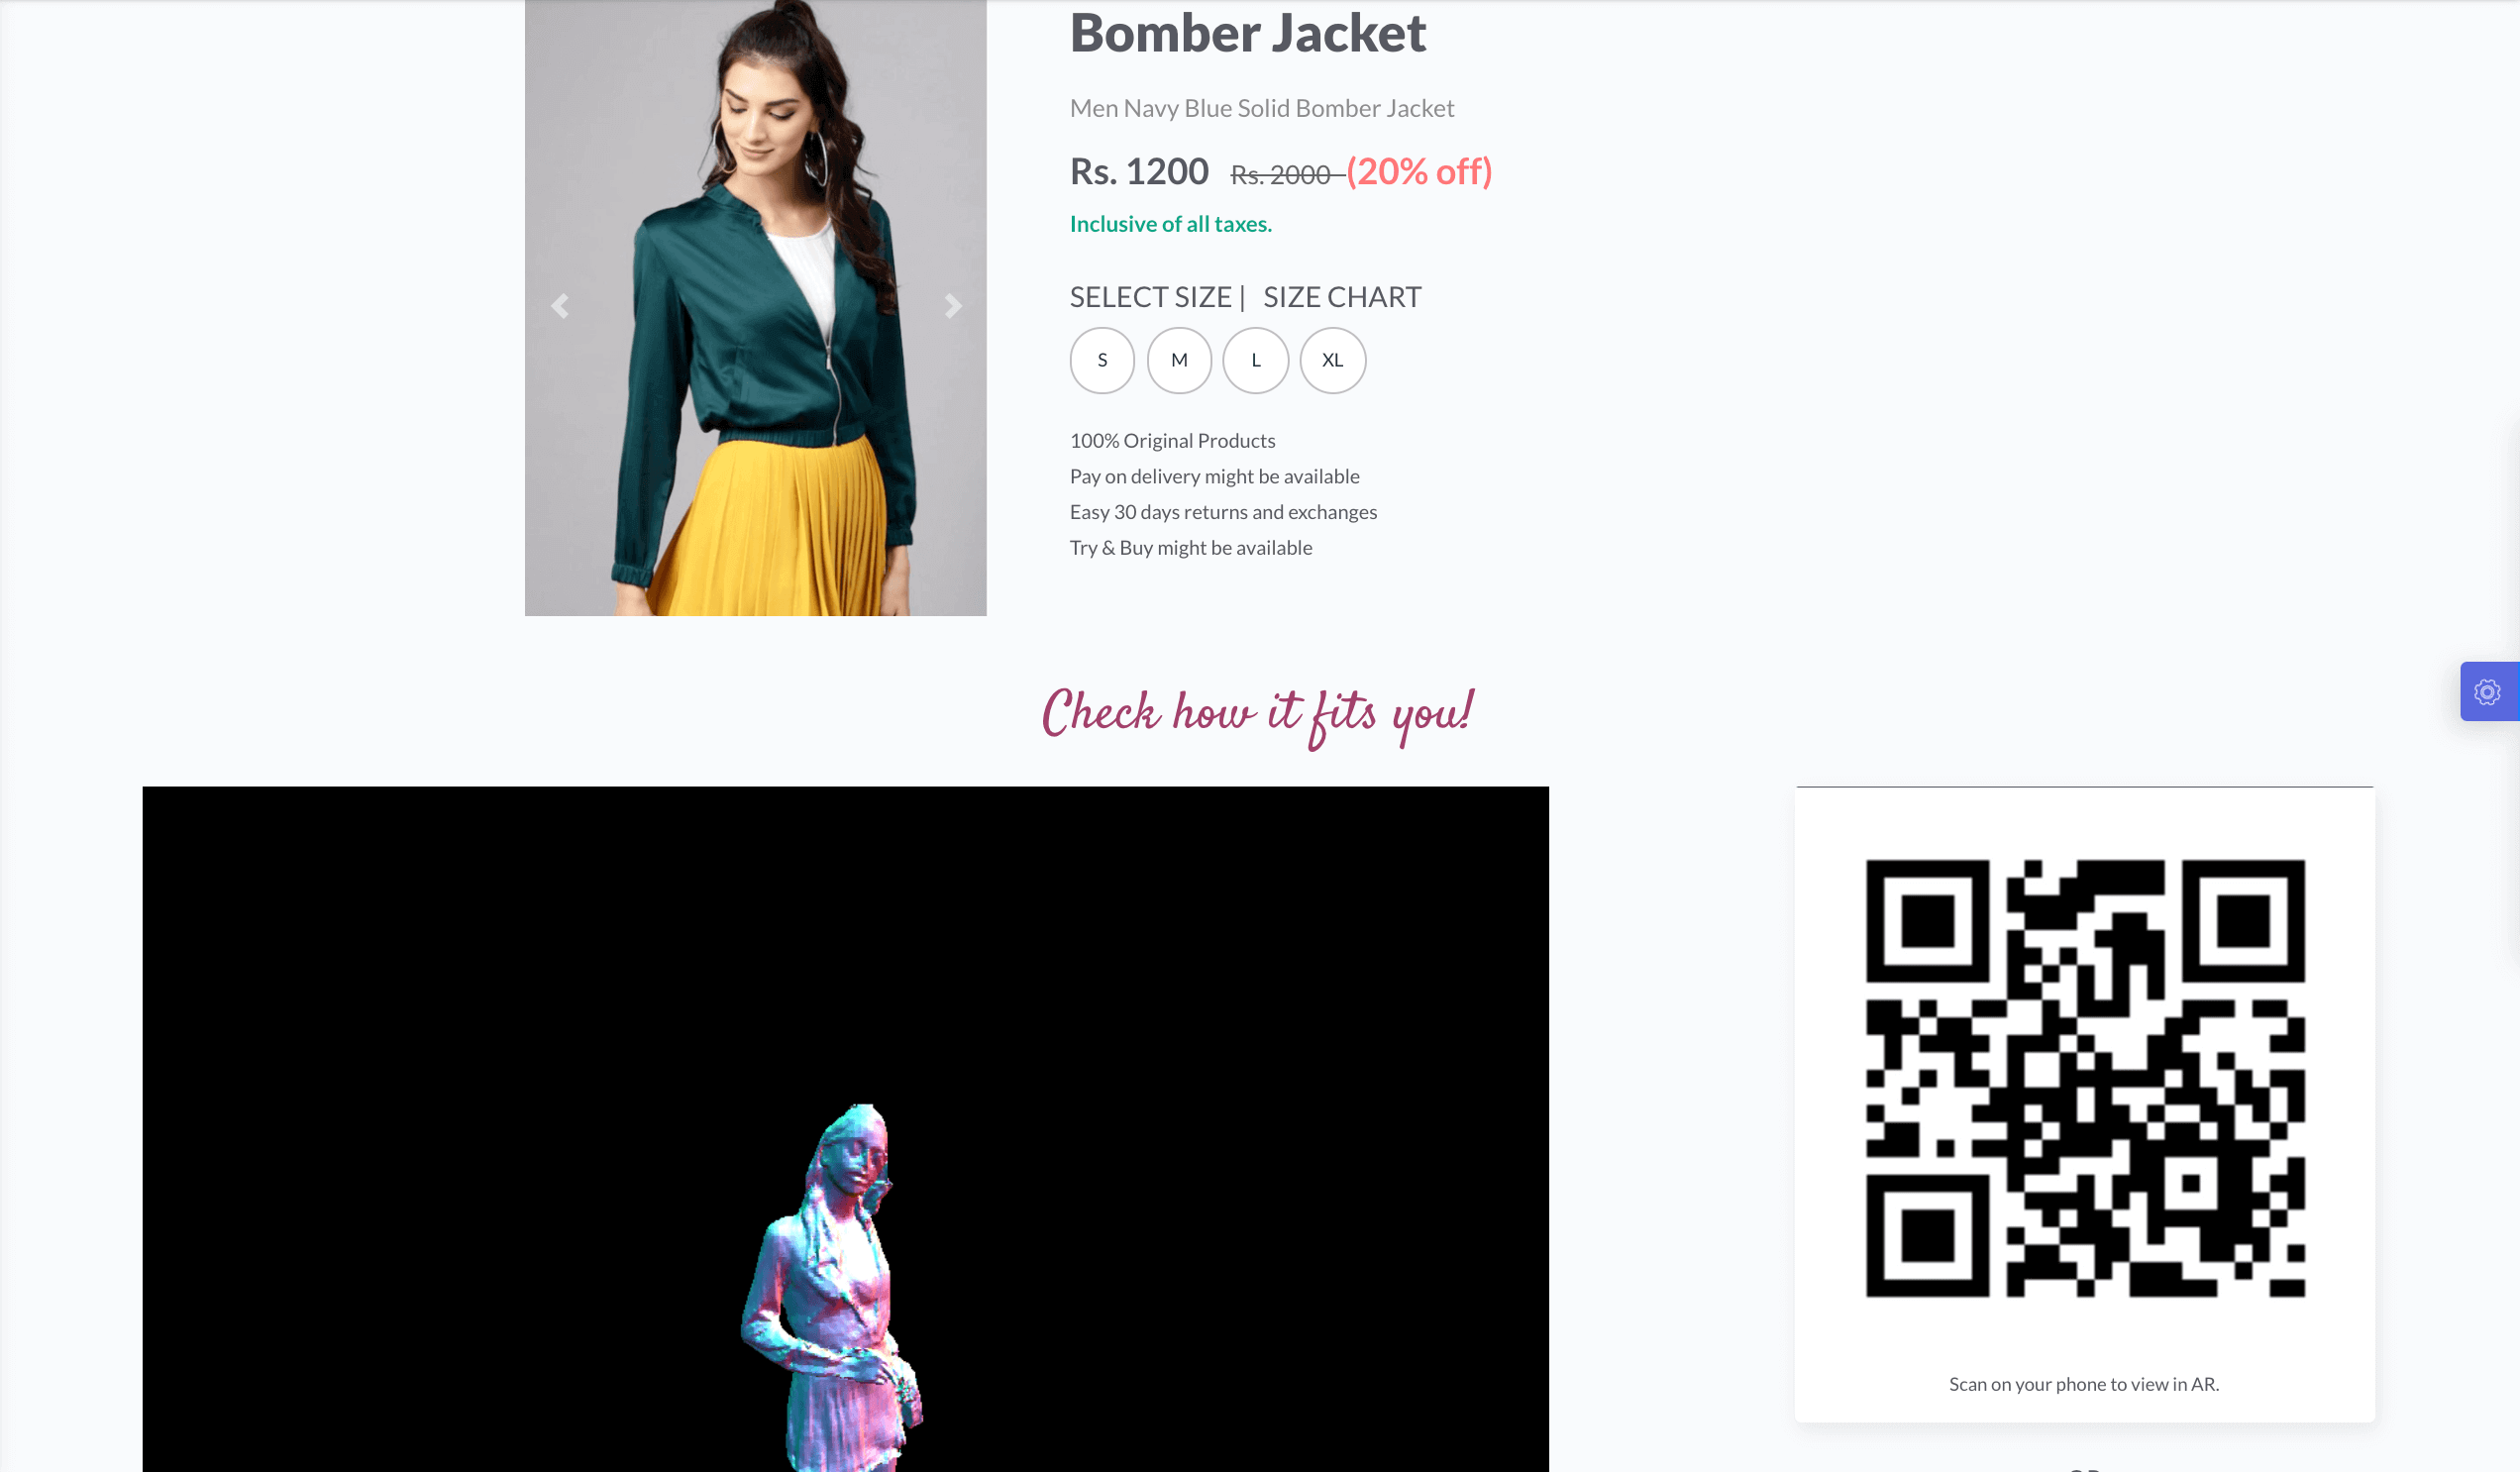 Bomber Jacket
Men Navy Blue Solid Bomber Jacket
Rs. 1200 Rs. 2000 (20% off)
Inclusive of all taxes.
SELECT SIZE | SIZE CHART
S M L XL
100% Original Products
Pay on delivery might be available
Easy 30 days returns and exchanges
Try & Buy might be available
Check how it fits you!
Scan on your phone to view in AR.